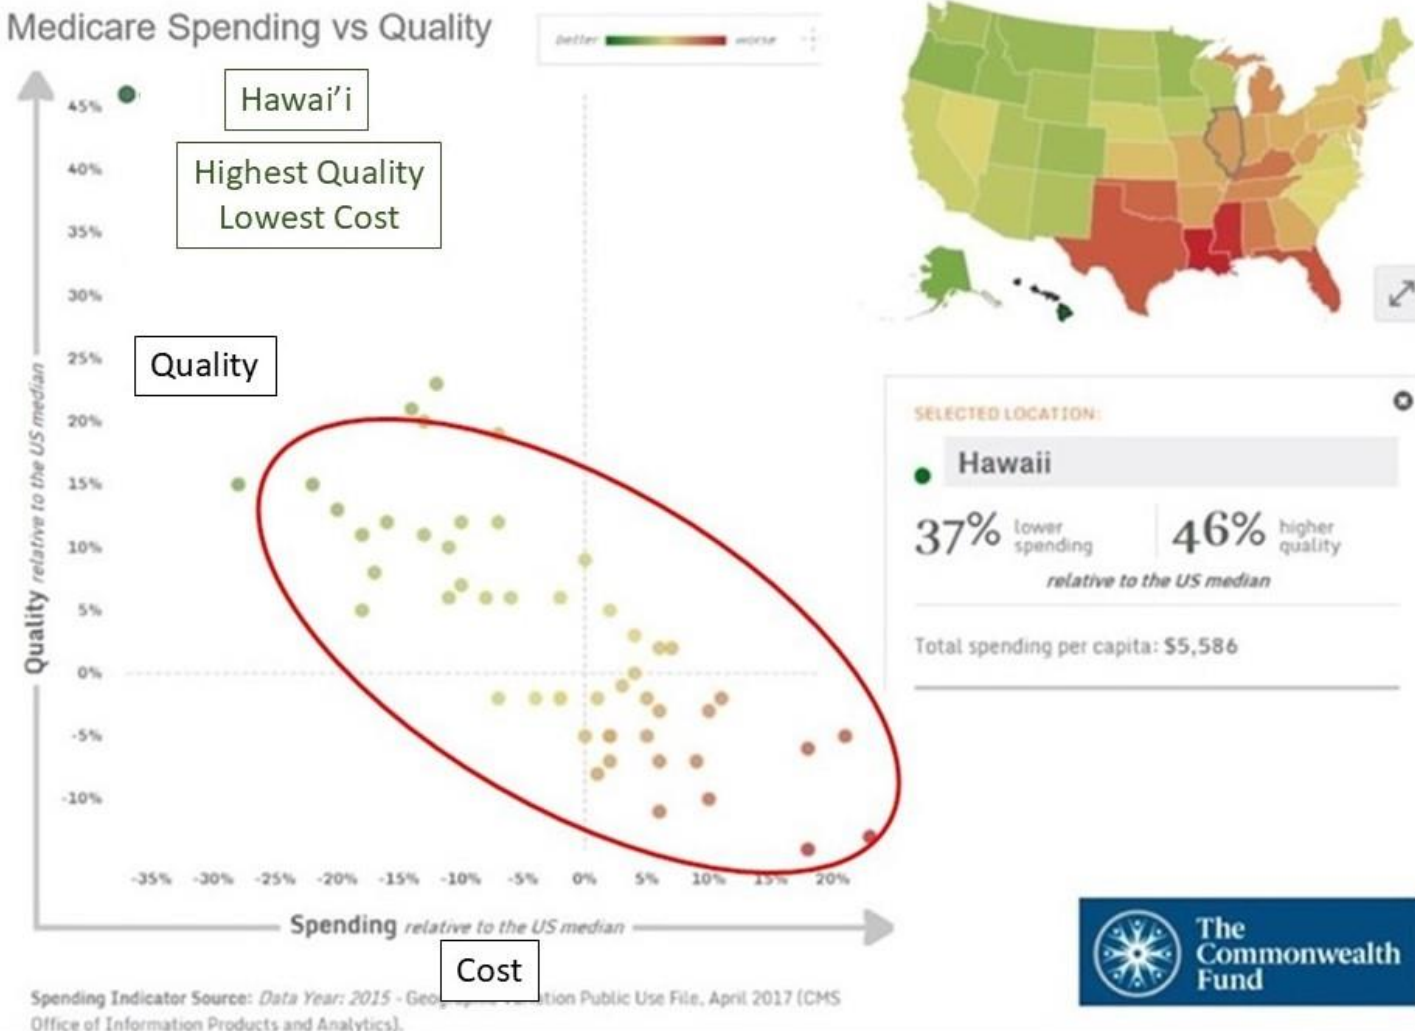 Medicare Spending vs Quality
better
worse
Hawai'i
Highest Quality
Lowest Cost
45%
40%
35%
30%
25%
20%
15%
10%
5%
0%
-5%
-10%
Quality
Quality relative to the US median
-35% -30% -25% -20% -15% -10% -5% 0% 5% 10% 15% 20%
Spending relative to the US median
Cost
Spending Indicator Source: Data Year: 2015 - Geographic Variation Public Use File, April 2017 (CMS
Office of Information Products and Analytics).
SELECTED LOCATION:
Hawaii
37% lower
spending
46% higher
quality
relative to the US median
Total spending per capita: $5,586
The
Commonwealth
Fund